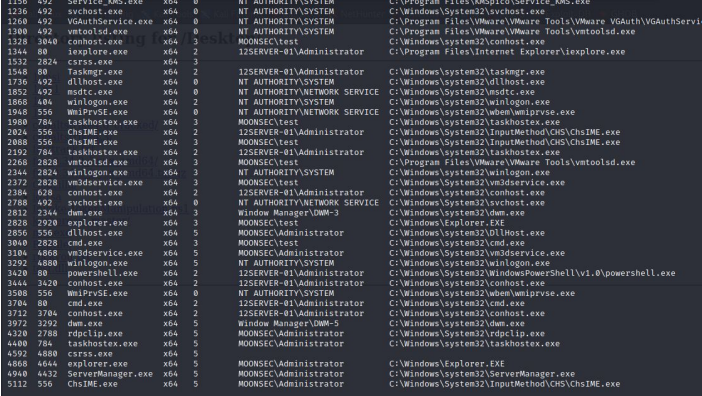 1156 492 Service_KMS.exe x64 0 NT AUTHORITY\SYSTEM C:\Program Files\KMSpico\Service_KMS.exe
1236 492 svchost.exe x64 0 NT AUTHORITY\SYSTEM C:\Windows\System32\svchost.exe
1260 492 VGAuthService.exe x64 0 NT AUTHORITY\SYSTEM C:\Program Files\VMware\VMware Tools\VMware VGAuth\VGAuthServi
1300 492 vmtoolsd.exe x64 0 NT AUTHORITY\SYSTEM C:\Program Files\VMware\VMware Tools\vmtoolsd.exe
1328 3040 conhost.exe x64 3 MOONSEC\test C:\Windows\system32\conhost.exe
1344 80 iexplore.exe x64 2 12SERVER-01\Administrator C:\Program Files\Internet Explorer\iexplore.exe
1532 2824 csrss.exe x64 3
1548 80 Taskmgr.exe x64 2 12SERVER-01\Administrator C:\Windows\system32\taskmgr.exe
1736 492 dllhost.exe x64 0 NT AUTHORITY\SYSTEM C:\Windows\system32\dllhost.exe
1852 492 msdtc.exe x64 0 NT AUTHORITY\NETWORK SERVICE C:\Windows\System32\msdtc.exe
1868 404 winlogon.exe x64 2 NT AUTHORITY\SYSTEM C:\Windows\system32\winlogon.exe
1948 556 WmiPrvSE.exe x64 0 NT AUTHORITY\NETWORK SERVICE C:\Windows\system32\wbem\wmiprvse.exe
1980 784 taskhostex.exe x64 3 MOONSEC\test C:\Windows\system32\taskhostex.exe
2024 556 ChsIME.exe x64 2 12SERVER-01\Administrator C:\Windows\System32\InputMethod\CHS\ChsIME.exe
2088 556 ChsIME.exe x64 3 MOONSEC\test C:\Windows\System32\InputMethod\CHS\ChsIME.exe
2192 784 taskhostex.exe x64 2 12SERVER-01\Administrator C:\Windows\system32\taskhostex.exe
2268 2828 vmtoolsd.exe x64 3 MOONSEC\test C:\Program Files\VMware\VMware Tools\vmtoolsd.exe
2344 2824 winlogon.exe x64 3 NT AUTHORITY\SYSTEM C:\Windows\system32\winlogon.exe
2372 2828 vm3dservice.exe x64 3 MOONSEC\test C:\Windows\System32\vm3dservice.exe
2384 628 conhost.exe x64 2 12SERVER-01\Administrator C:\Windows\system32\conhost.exe
2788 492 svchost.exe x64 0 NT AUTHORITY\NETWORK SERVICE C:\Windows\System32\svchost.exe
2812 2344 dwm.exe x64 3 Window Manager\DWM-3 C:\Windows\system32\dwm.exe
2828 2920 explorer.exe x64 3 MOONSEC\test C:\Windows\Explorer.EXE
2856 556 dllhost.exe x64 5 MOONSEC\Administrator C:\Windows\system32\DllHost.exe
3040 2828 cmd.exe x64 3 MOONSEC\test C:\Windows\system32\cmd.exe
3104 4868 vm3dservice.exe x64 5 MOONSEC\Administrator C:\Windows\System32\vm3dservice.exe
3292 4880 winlogon.exe x64 5 NT AUTHORITY\SYSTEM C:\Windows\system32\winlogon.exe
3420 80 powershell.exe x64 2 12SERVER-01\Administrator C:\Windows\System32\WindowsPowerShell\v1.0\powershell.exe
3444 3420 conhost.exe x64 2 12SERVER-01\Administrator C:\Windows\system32\conhost.exe
3508 556 WmiPrvSE.exe x64 0 NT AUTHORITY\SYSTEM C:\Windows\system32\wbem\wmiprvse.exe
3704 80 cmd.exe x64 2 12SERVER-01\Administrator C:\Windows\system32\cmd.exe
3712 3704 conhost.exe x64 2 12SERVER-01\Administrator C:\Windows\system32\conhost.exe
3972 3292 dwm.exe x64 5 Window Manager\DWM-5 C:\Windows\system32\dwm.exe
4320 2788 rdpclip.exe x64 5 MOONSEC\Administrator C:\Windows\System32\rdpclip.exe
4400 784 taskhostex.exe x64 5 MOONSEC\Administrator C:\Windows\system32\taskhostex.exe
4592 4880 csrss.exe x64 5
4868 4644 explorer.exe x64 5 MOONSEC\Administrator C:\Windows\Explorer.EXE
4940 4432 ServerManager.exe x64 5 MOONSEC\Administrator C:\Windows\System32\ServerManager.exe
5112 556 ChsIME.exe x64 5 MOONSEC\Administrator C:\Windows\System32\InputMethod\CHS\ChsIME.exe